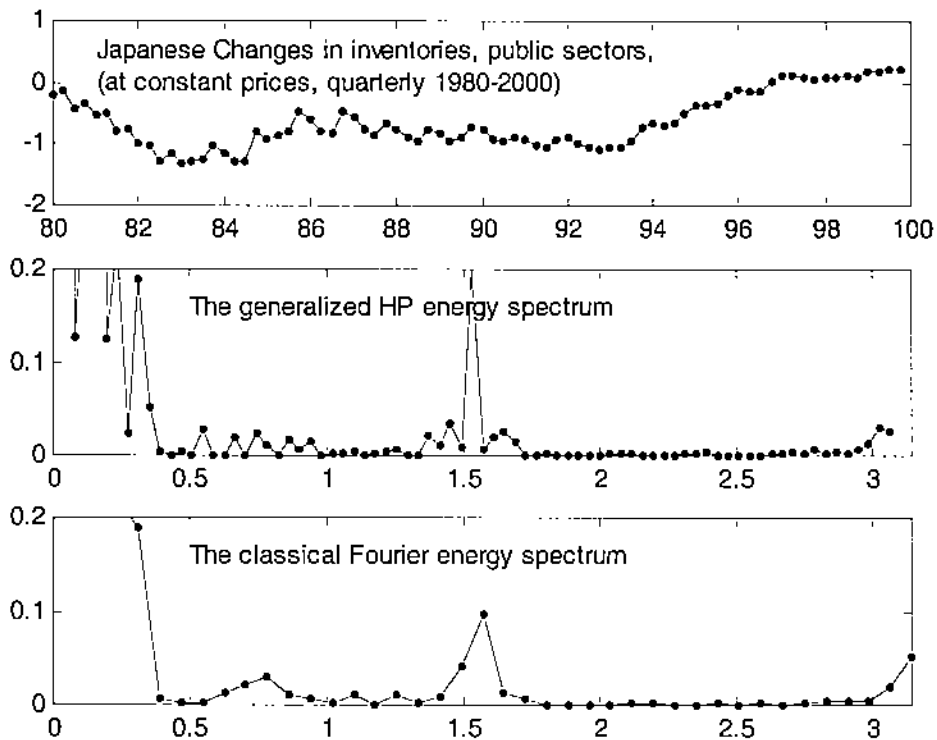 1
Japanese Changes in inventories, public sectors,
(at constant prices, quarterly 1980-2000)
0
-1
-2
80 82 84 86 88 90 92 94 96 98 100
0.2
The generalized HP energy spectrum
0.1
0
0 0.5 1 1.5 2 2.5 3
0.2
The classical Fourier energy spectrum
0.1
0
0 0.5 1 1.5 2 2.5 3